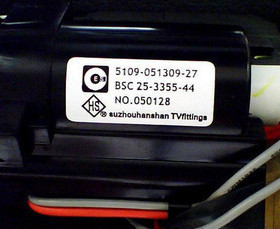 5109-051309-27
BSC 25-3355-44
NO.050128
HS ® suzhouhanshan TVfittings